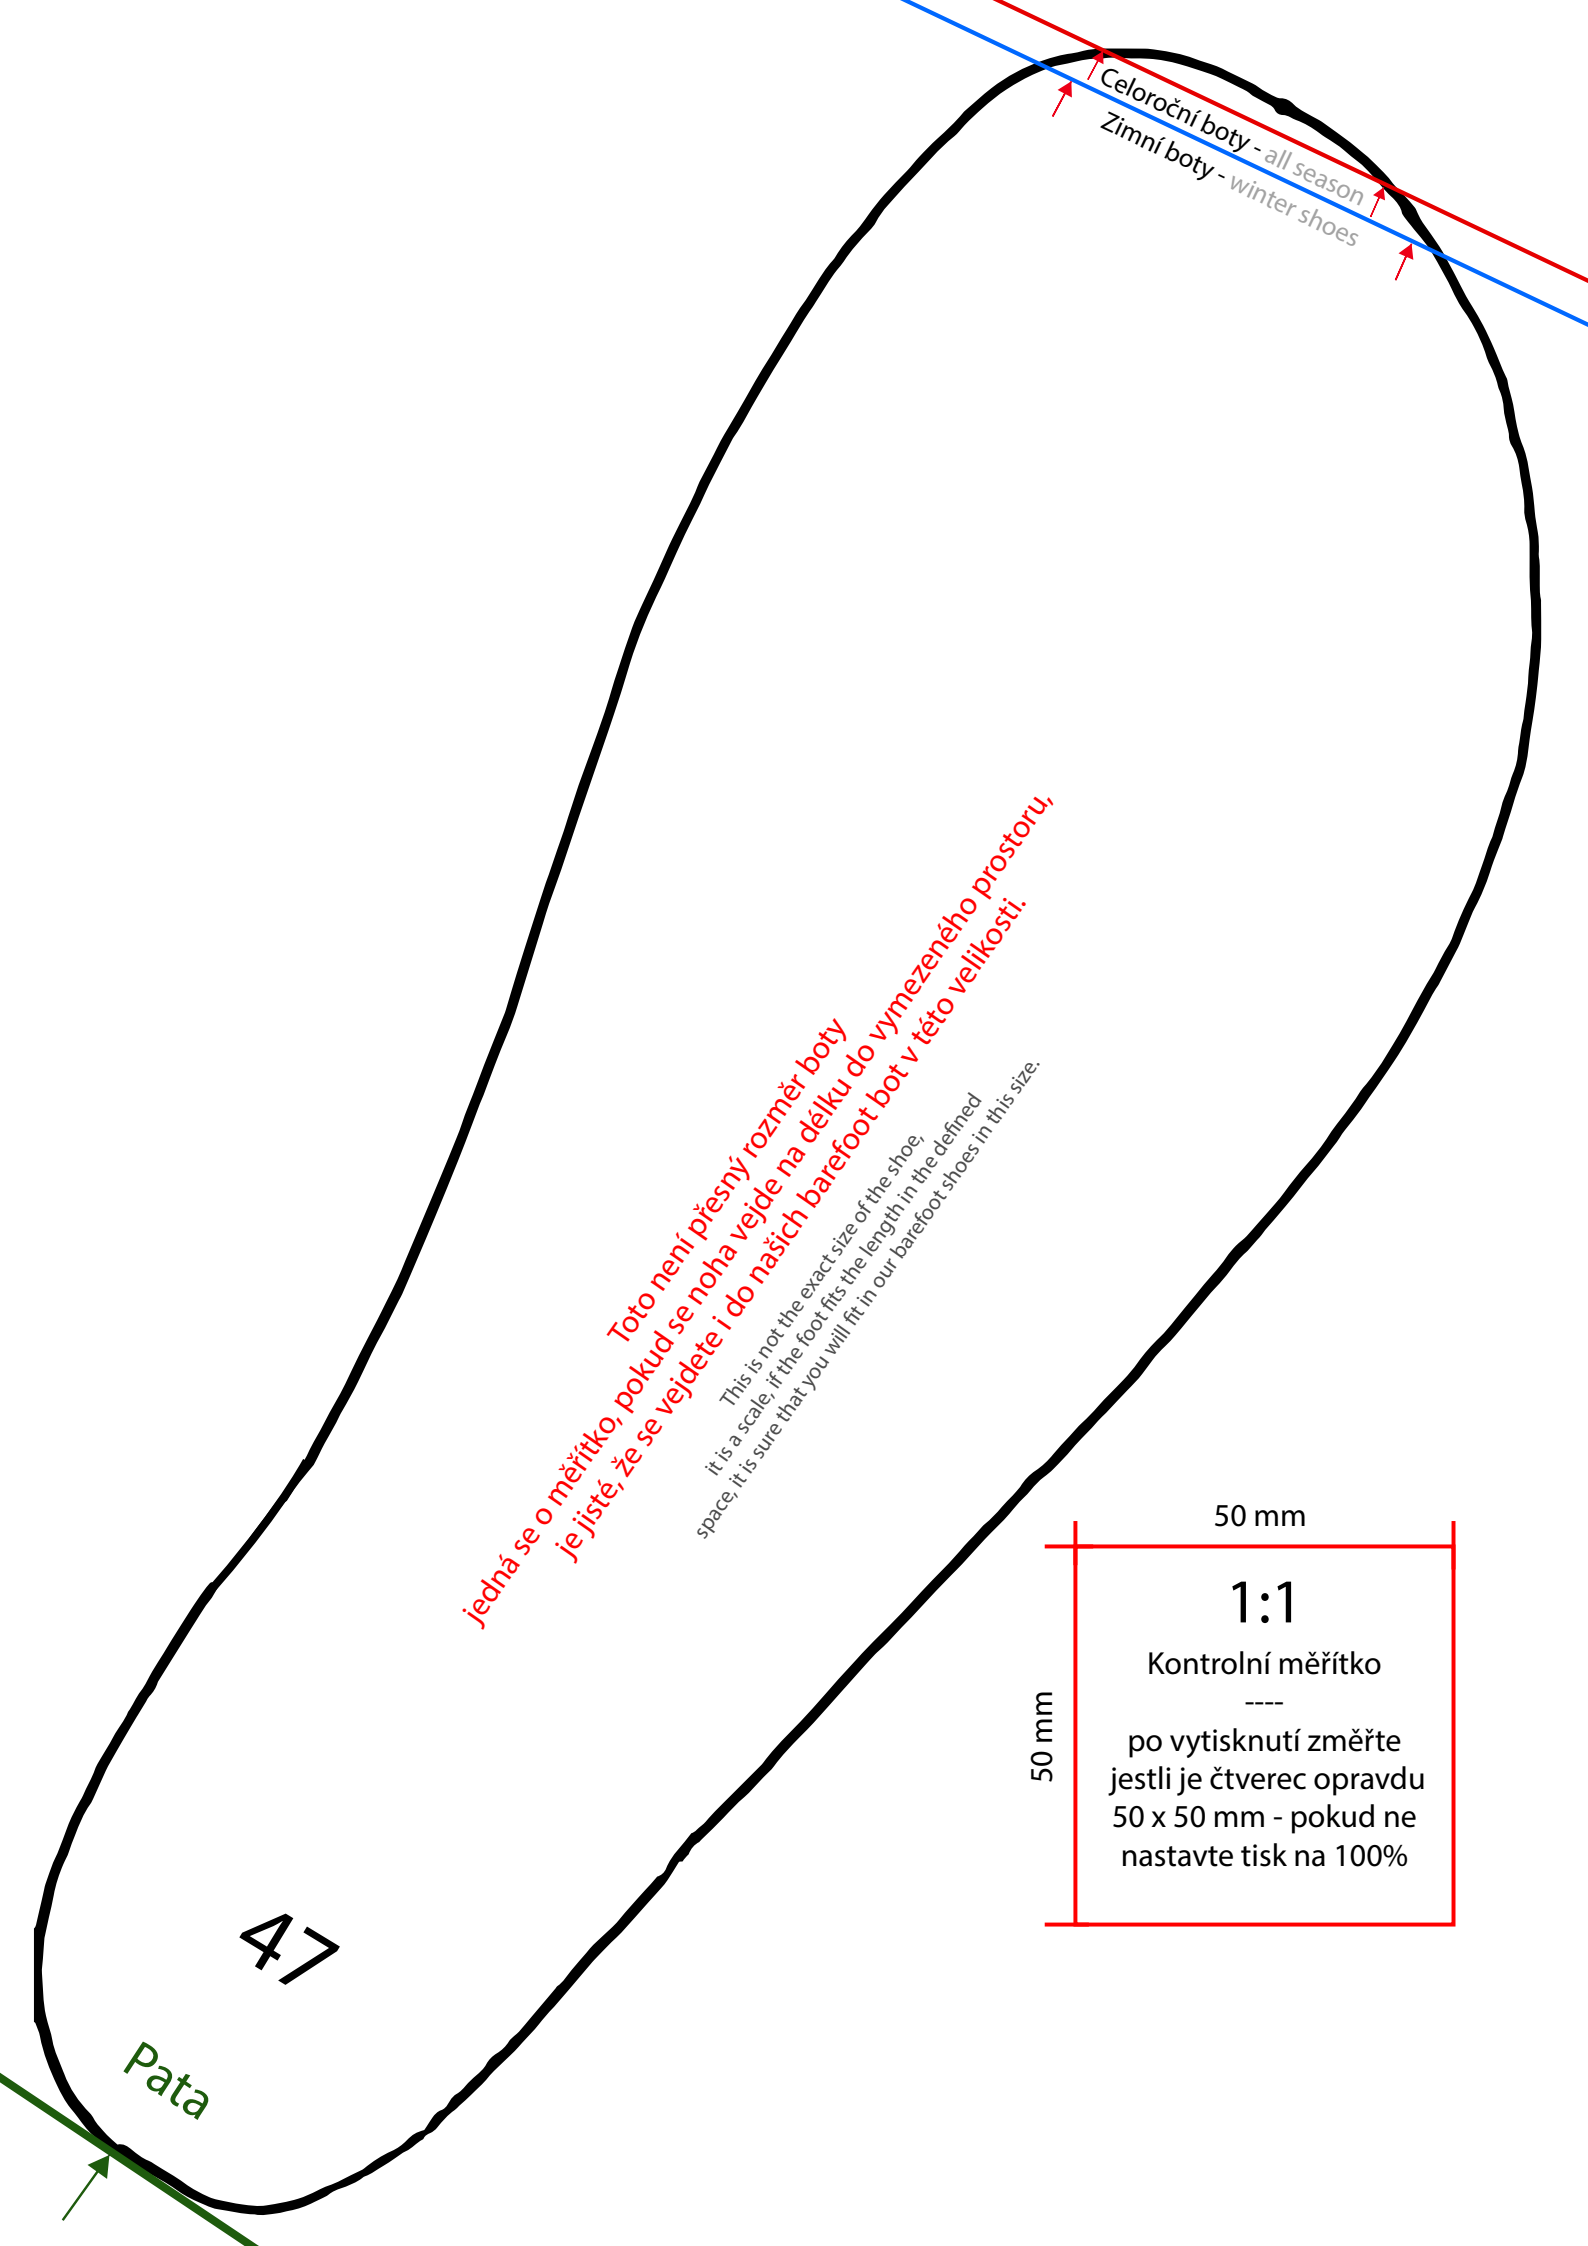 Celoroční boty - all season
Zimní boty - winter shoes
Toto není přesný rozměr boty
jedná se o měřítko, pokud se noha vejde na délku do vymezeného prostoru,
je jisté, že se vejdete i do našich barefoot bot v této velikosti.
This is not the exact size of the shoe,
it is a scale, if the foot fits the length in the defined
space, it is sure that you will fit in our barefoot shoes in this size.
50 mm
50 mm
1:1
Kontrolní měřítko
----
po vytisknutí změřte
jestli je čtverec opravdu
50 x 50 mm - pokud ne
nastavte tisk na 100%
47
Pata